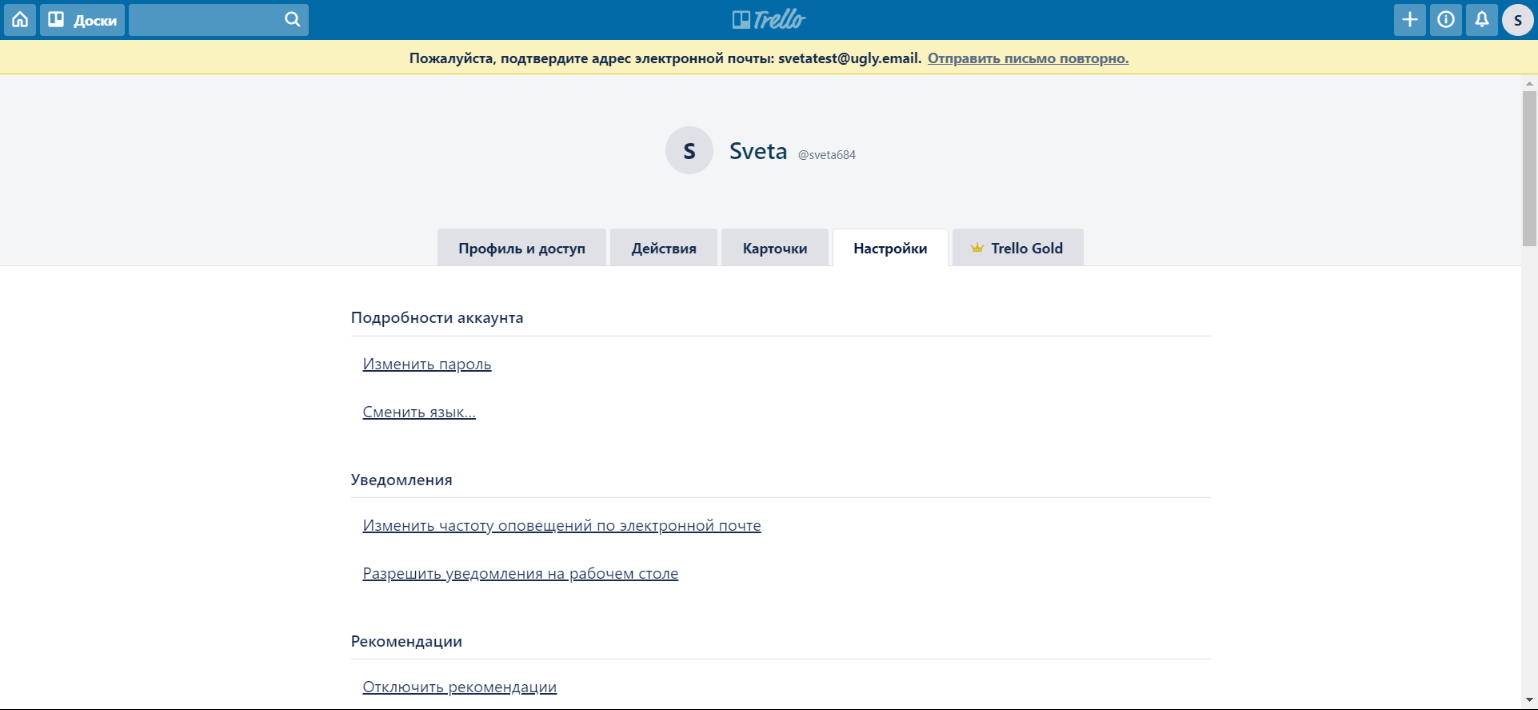 Доски
Trello
S
Пожалуйста, подтвердите адрес электронной почты: svetatest@ugly.email. Отправить письмо повторно.
S Sveta @sveta684
Профиль и доступ Действия Карточки Настройки Trello Gold
Подробности аккаунта
Изменить пароль
Сменить язык...
Уведомления
Изменить частоту оповещений по электронной почте
Разрешить уведомления на рабочем столе
Рекомендации
Отключить рекомендации